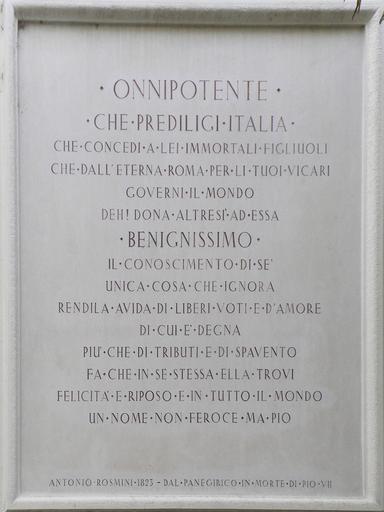 · ONNIPOTENTE ·
· CHE · PREDILIGI · ITALIA ·
CHE · CONCEDI · A · LEI · IMMORTALI · FIGLIUOLI
CHE · DALL'ETERNA · ROMA · PER · LI · TUOI · VICARI
GOVERNI · IL · MONDO
DEH! DONA · ALTRESI' · AD · ESSA
· BENIGNISSIMO ·
IL · CONOSCIMENTO · DI · SE'
UNICA · COSA · CHE · IGNORA
RENDILA · AVIDA · DI · LIBERI · VOTI · E · D'AMORE
DI · CUI · E' · DEGNA
PIU' · CHE · DI · TRIBUTI · E · DI · SPAVENTO
FA · CHE · IN · SE · STESSA · ELLA · TROVI
FELICITA' · E · RIPOSO · E · IN · TUTTO · IL · MONDO
UN · NOME · NON · FEROCE · MA · PIO
ANTONIO · ROSMINI · 1823 – DAL · PANEGIRICO · IN · MORTE · DI · PIO · VII